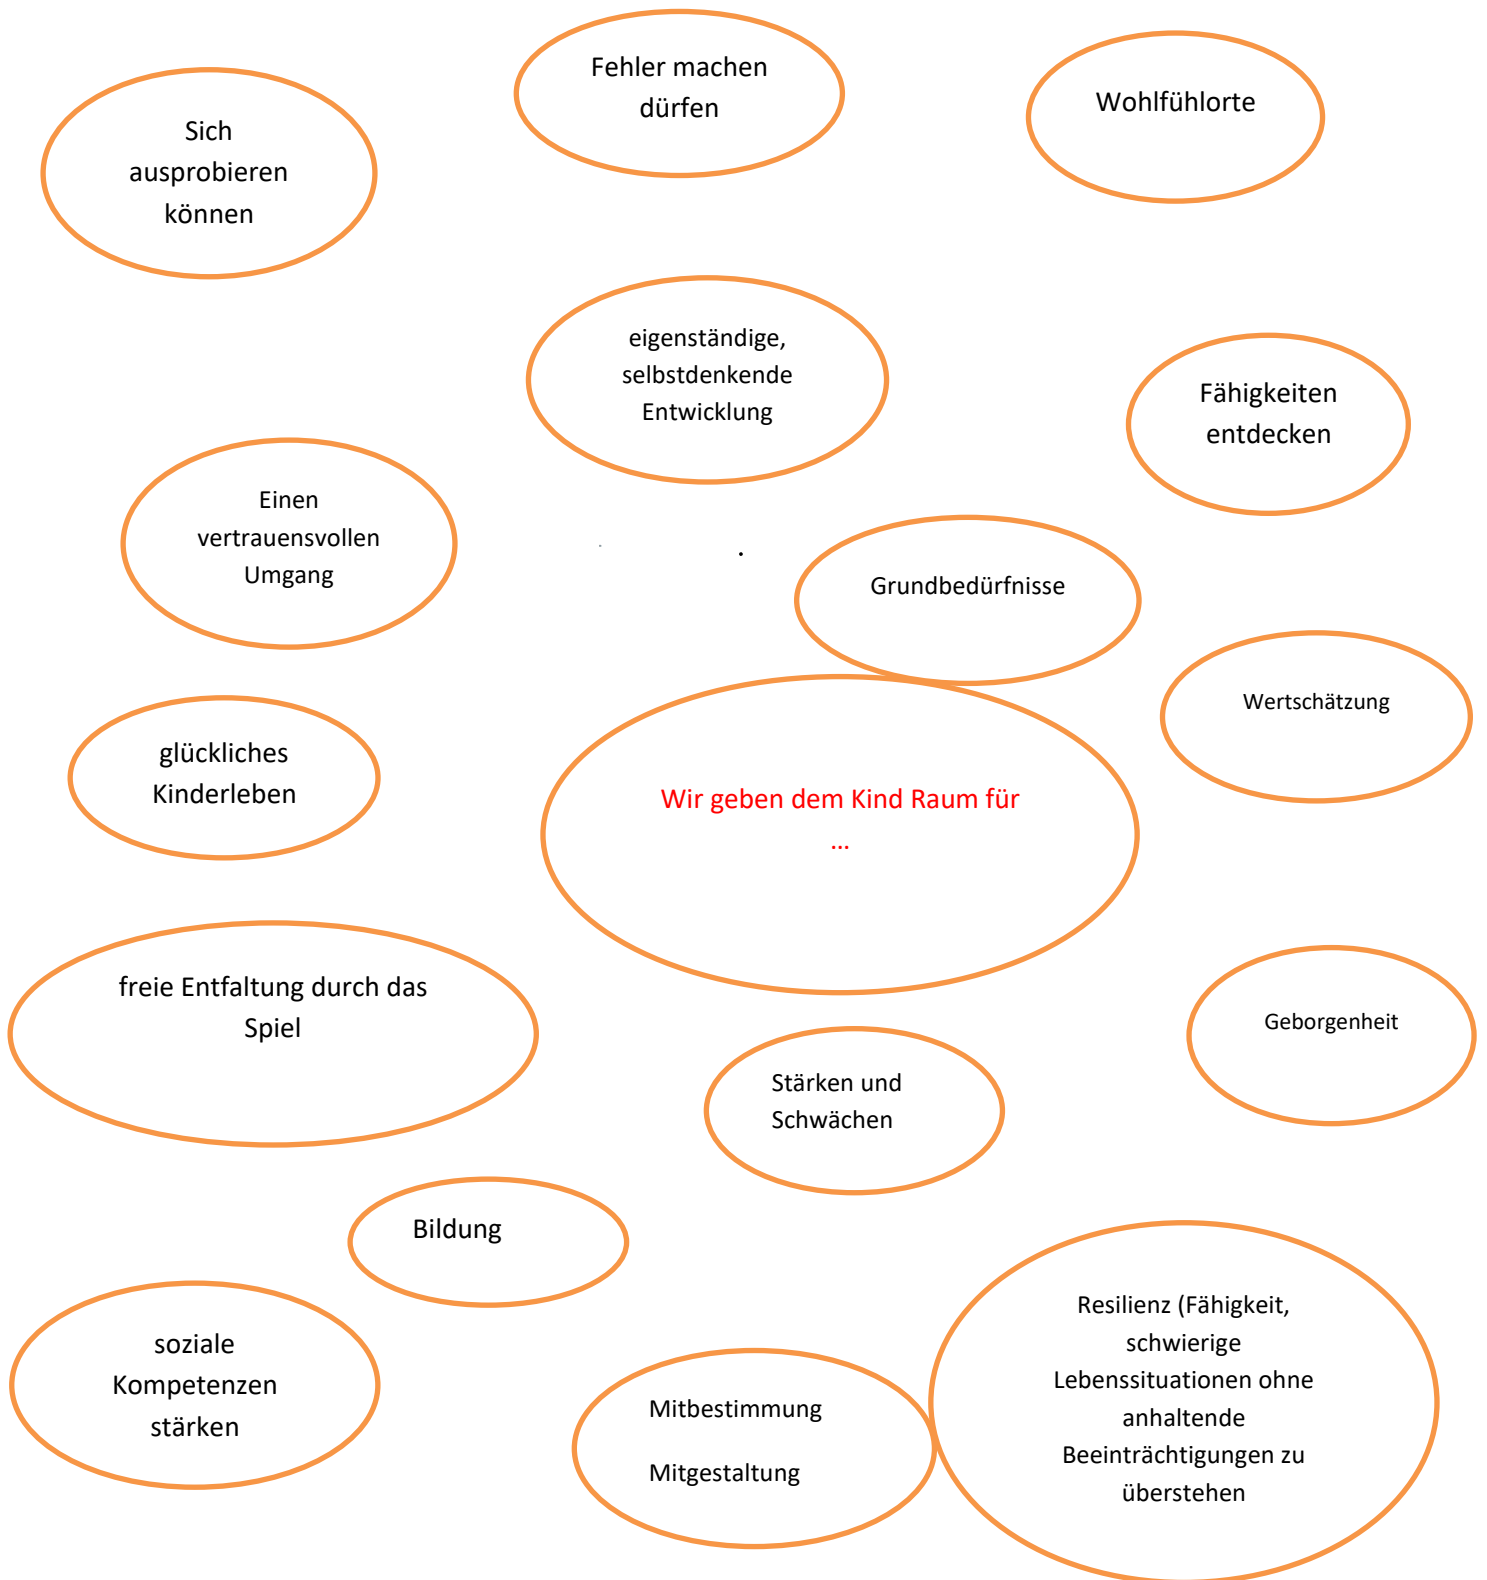 Fehler machen
dürfen
Wohlfühlorte
Sich
ausprobieren
können
eigenständige,
selbstdenkende
Entwicklung
Fähigkeiten
entdecken
Einen
vertrauensvollen
Umgang
Grundbedürfnisse
Wertschätzung
glückliches
Kinderleben
Wir geben dem Kind Raum für
...
freie Entfaltung durch das
Spiel
Geborgenheit
Stärken und
Schwächen
Bildung
Resilienz (Fähigkeit,
schwierige
Lebenssituationen ohne
anhaltende
Beeinträchtigungen zu
überstehen
soziale
Kompetenzen
stärken
Mitbestimmung
Mitgestaltung